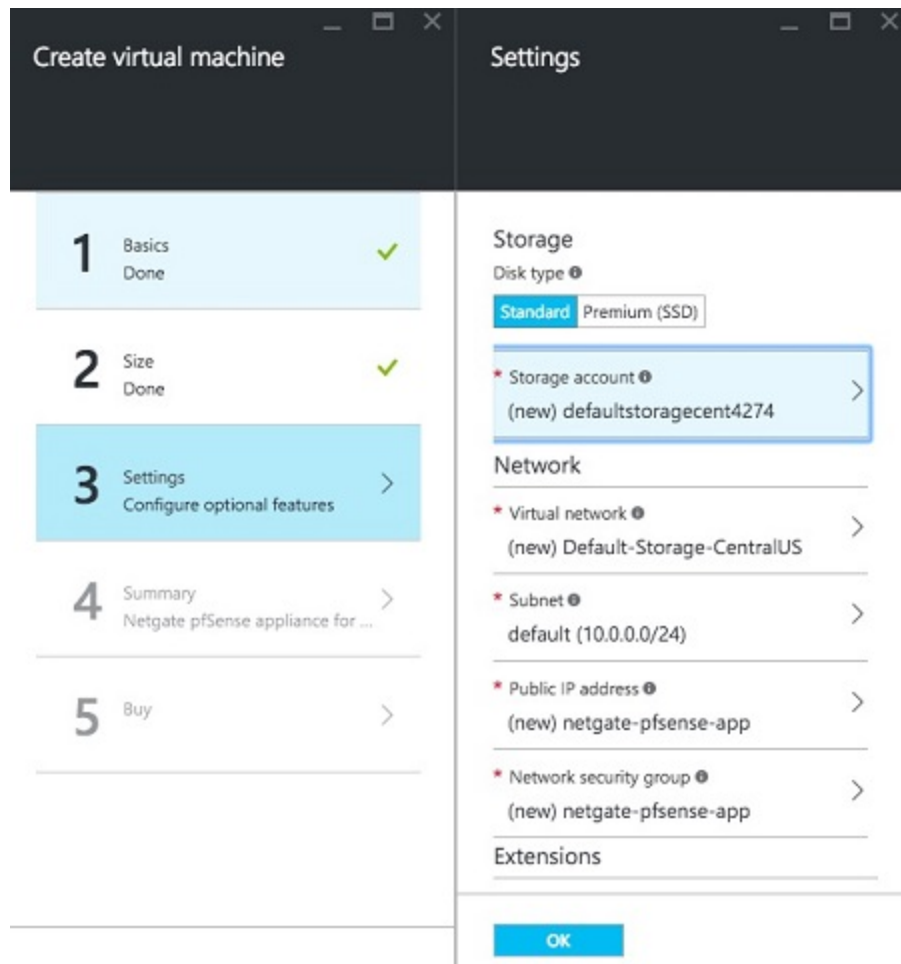 Create virtual machine
1
Basics
Done
2
Size
Done
3
Settings
Configure optional features
4
Summary
Netgate pfSense appliance for ...
5
Buy
Settings
Storage
Disk type
Standard Premium (SSD)
* Storage account
(new) defaultstoragecent4274
Network
* Virtual network
(new) Default-Storage-CentralUS
* Subnet
default (10.0.0.0/24)
* Public IP address
(new) netgate-pfsense-app
* Network security group
(new) netgate-pfsense-app
Extensions
OK